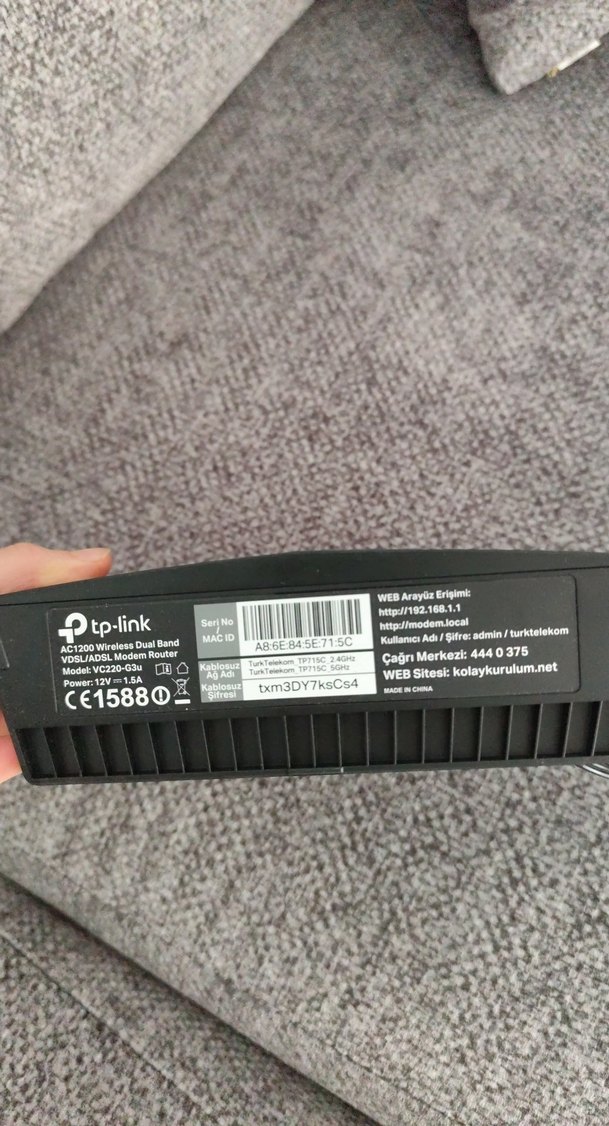 tp-link
AC1200 Wireless Dual Band
VDSL/ADSL Modem Router
Model: VC220-G3u
Power: 12V⎓1.5A
CE1588
Seri No
/
MAC ID
A8:6E:84:5E:71:5C
Kablosuz
Ağ Adı
TurkTelekom_TP715C_2.4GHz
TurkTelekom_TP715C_5GHz
Kablosuz
Şifresi
txm3DY7ksCs4
WEB Arayüz Erişimi:
http://192.168.1.1
http://modem.local
Kullanıcı Adı / Şifre: admin / turktelekom
Çağrı Merkezi: 444 0 375
WEB Sitesi: kolaykurulum.net
MADE IN CHINA